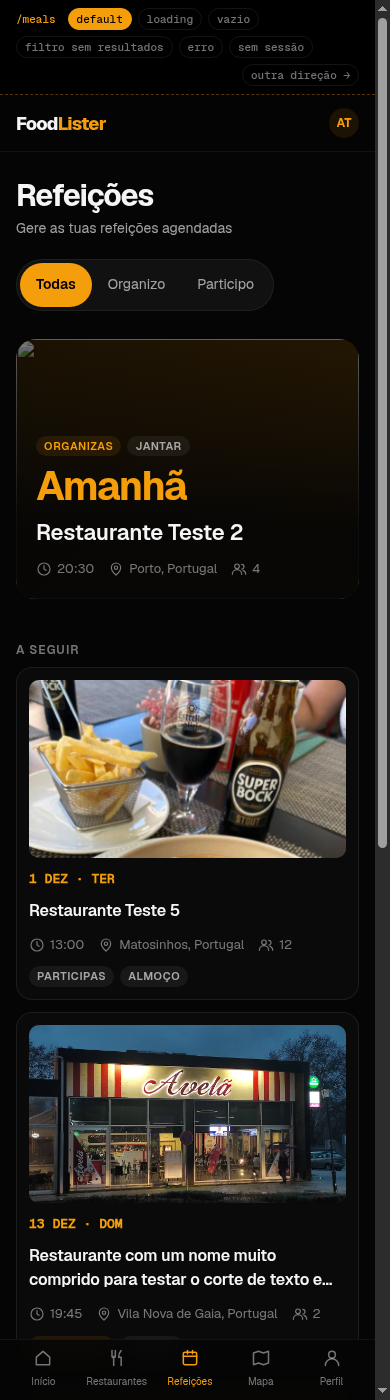 /meals default loading vazio
filtro sem resultados erro sem sessão
outra direção →
FoodLister AT
Refeições
Gere as tuas refeições agendadas
Todas Organizo Participo
ORGANIZAS JANTAR
Amanhã
Restaurante Teste 2
20:30 Porto, Portugal 4
A SEGUIR
SUPER
BOCK
STOUT
1 DEZ · TER
Restaurante Teste 5
13:00 Matosinhos, Portugal 12
PARTICIPAS ALMOÇO
Avelã
13 DEZ · DOM
Restaurante com um nome muito
comprido para testar o corte de texto e...
19:45 Vila Nova de Gaia, Portugal 2
Início Restaurantes Refeições Mapa Perfil